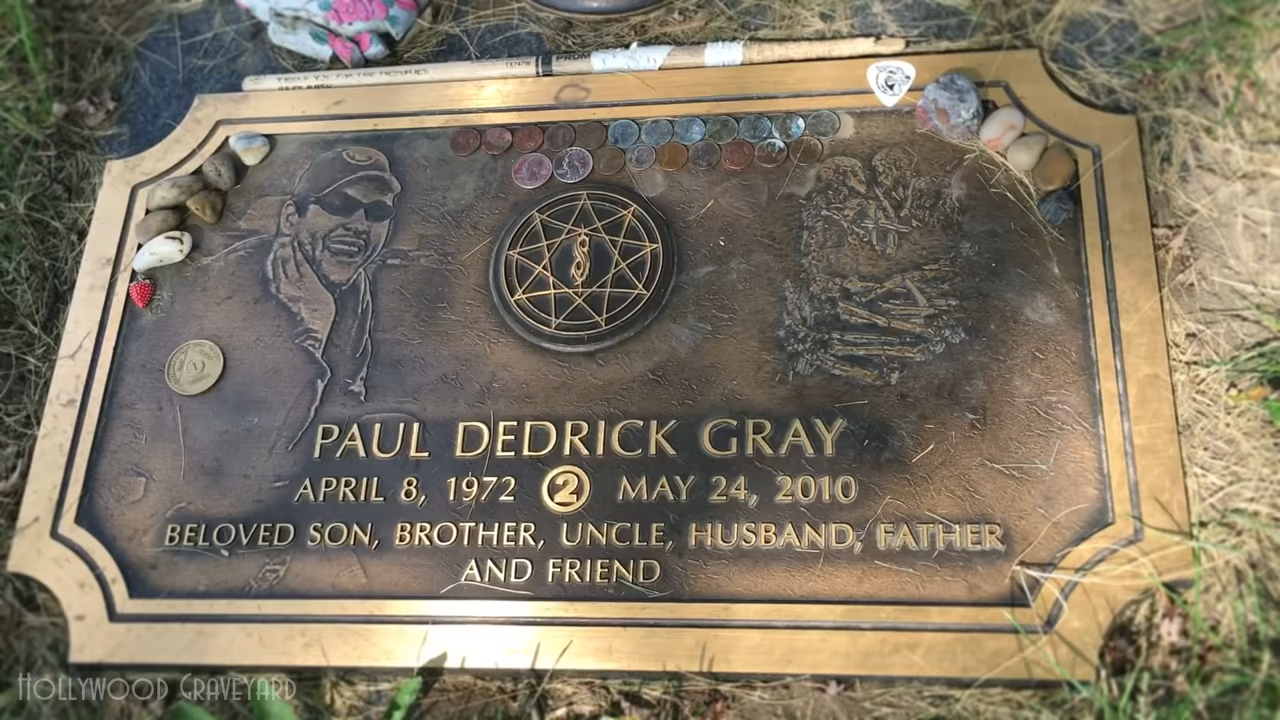 PROM
PAUL DEDRICK GRAY
APRIL 8, 1972 2 MAY 24, 2010
BELOVED SON, BROTHER, UNCLE, HUSBAND, FATHER
AND FRIEND
HOLLYWOOD GRAVEYARD